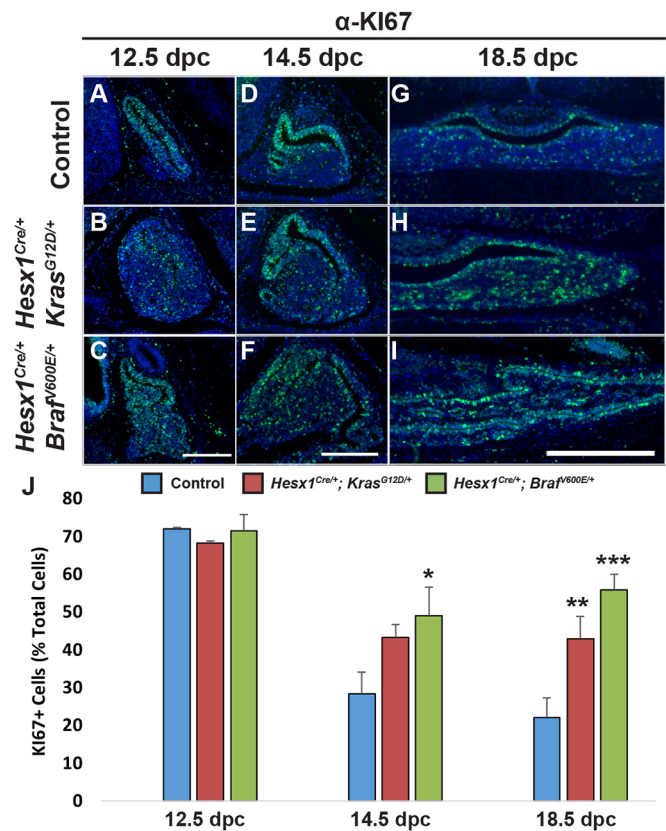 α-KI67
12.5 dpc 14.5 dpc 18.5 dpc
Control
A D G
Hesx1Cre/+
KrasG12D/+
B E H
Hesx1Cre/+
BrafV600E/+
C F I
J
Control Hesx1Cre/+; KrasG12D/+ Hesx1Cre/+; BrafV600E/+
KI67+ Cells (% Total Cells)
80
70
60
50
40
30
20
10
0
* ** ***
12.5 dpc 14.5 dpc 18.5 dpc